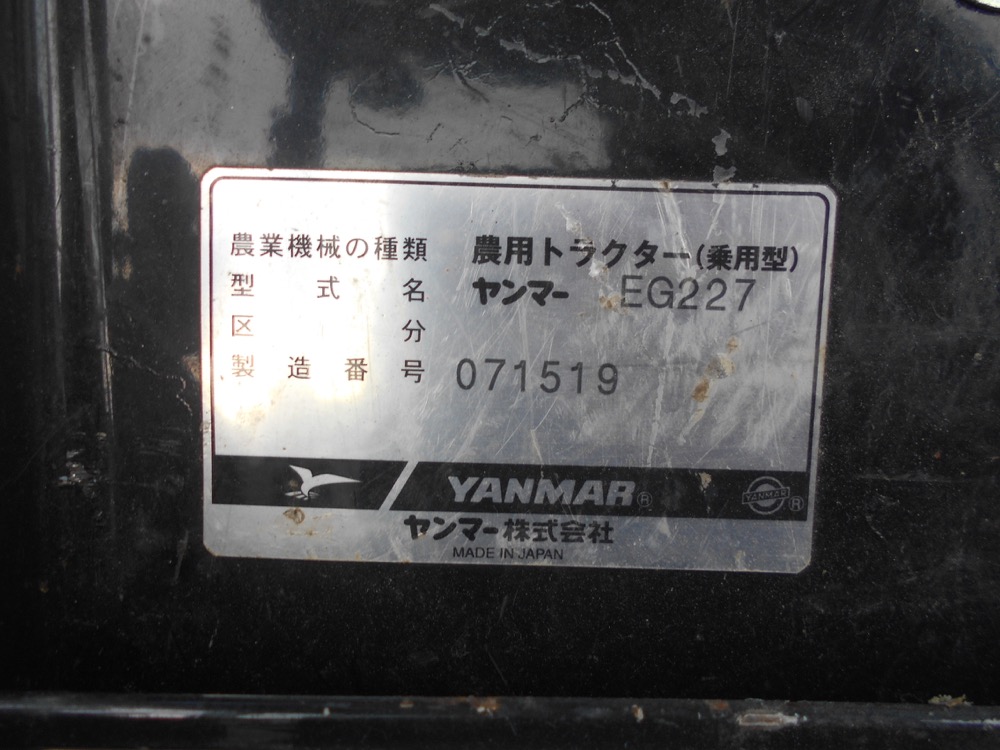 農業機械の種類 農用トラクター(乗用型)
型式名 ヤンマー EG227
区分
製造番号 071519
YANMAR® YANMAR ®
ヤンマー株式会社
MADE IN JAPAN